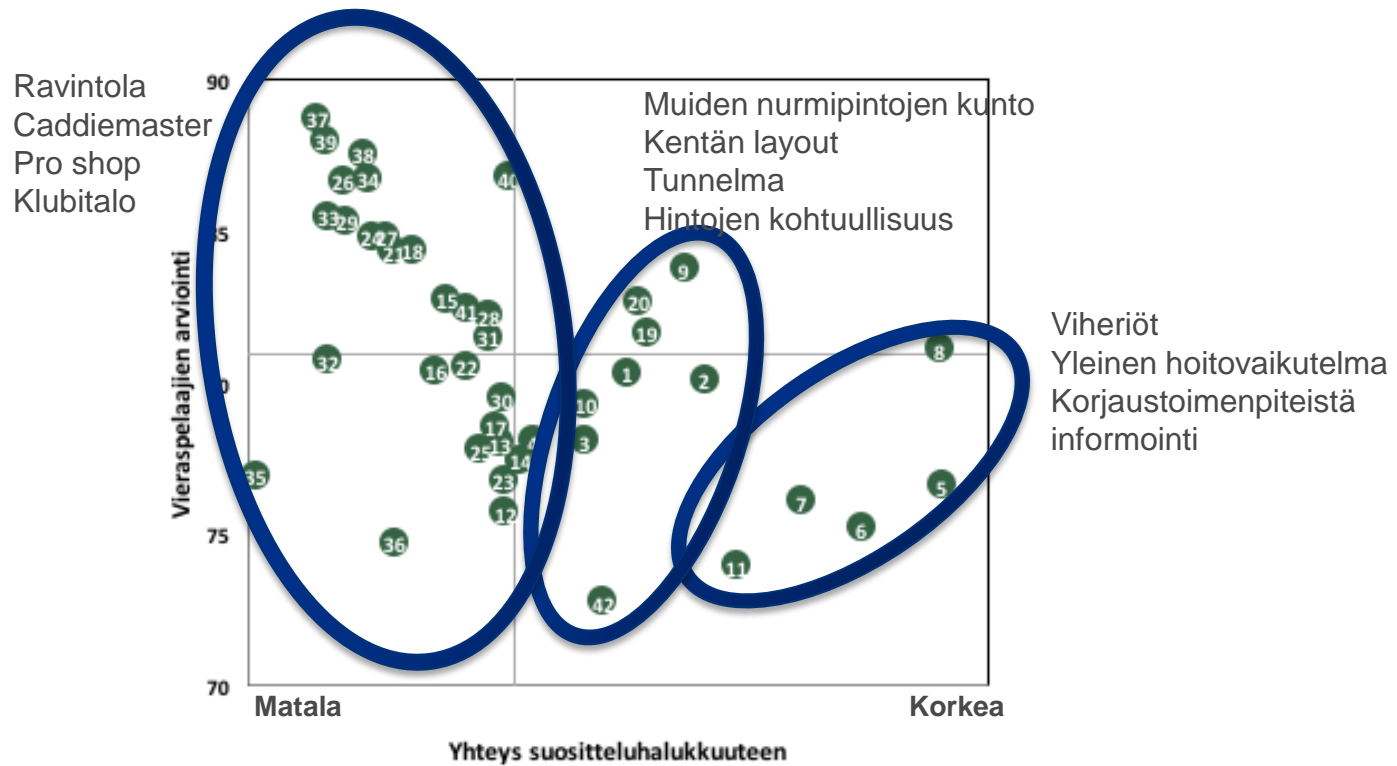 Ravintola
Caddiemaster
Pro shop
Klubitalo
Muiden nurmipintojen kunto
Kentän layout
Tunnelma
Hintojen kohtuullisuus
Viheriöt
Yleinen hoitovaikutelma
Korjaustoimenpiteistä
informointi
Vieraspelaajien arviointi
90
75
70
37
39
38
26
34
40
33
29
24
27
21
18
15
41
28
31
32
16
22
30
17
13
25
14
4
23
12
35
36
9
20
19
1
2
10
3
42
8
5
7
6
11
Matala
Korkea
Yhteys suositteluhalukkuuteen